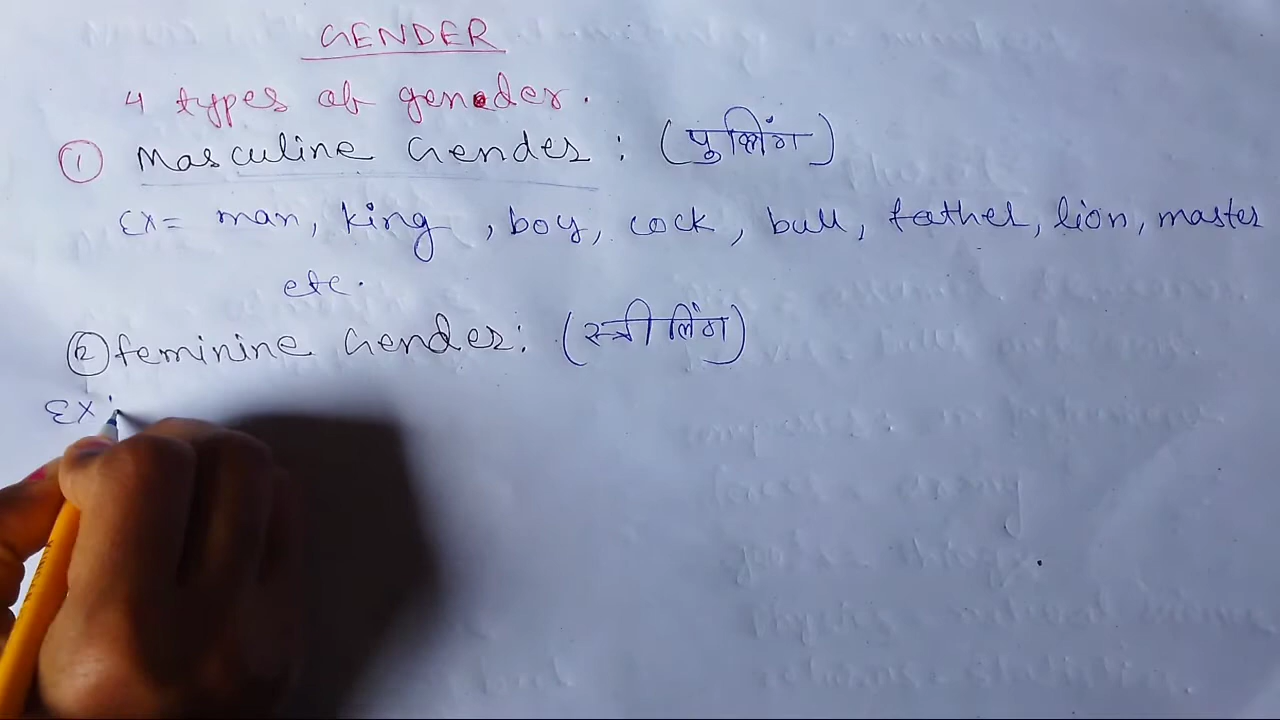 GENDER
4 types of gender.
① Masculine Gender : (पुल्लिंग)
Ex= man, king, boy, cock, bull, father, lion, master
etc.
② feminine Gender: (स्त्रीलिंग)
Ex: